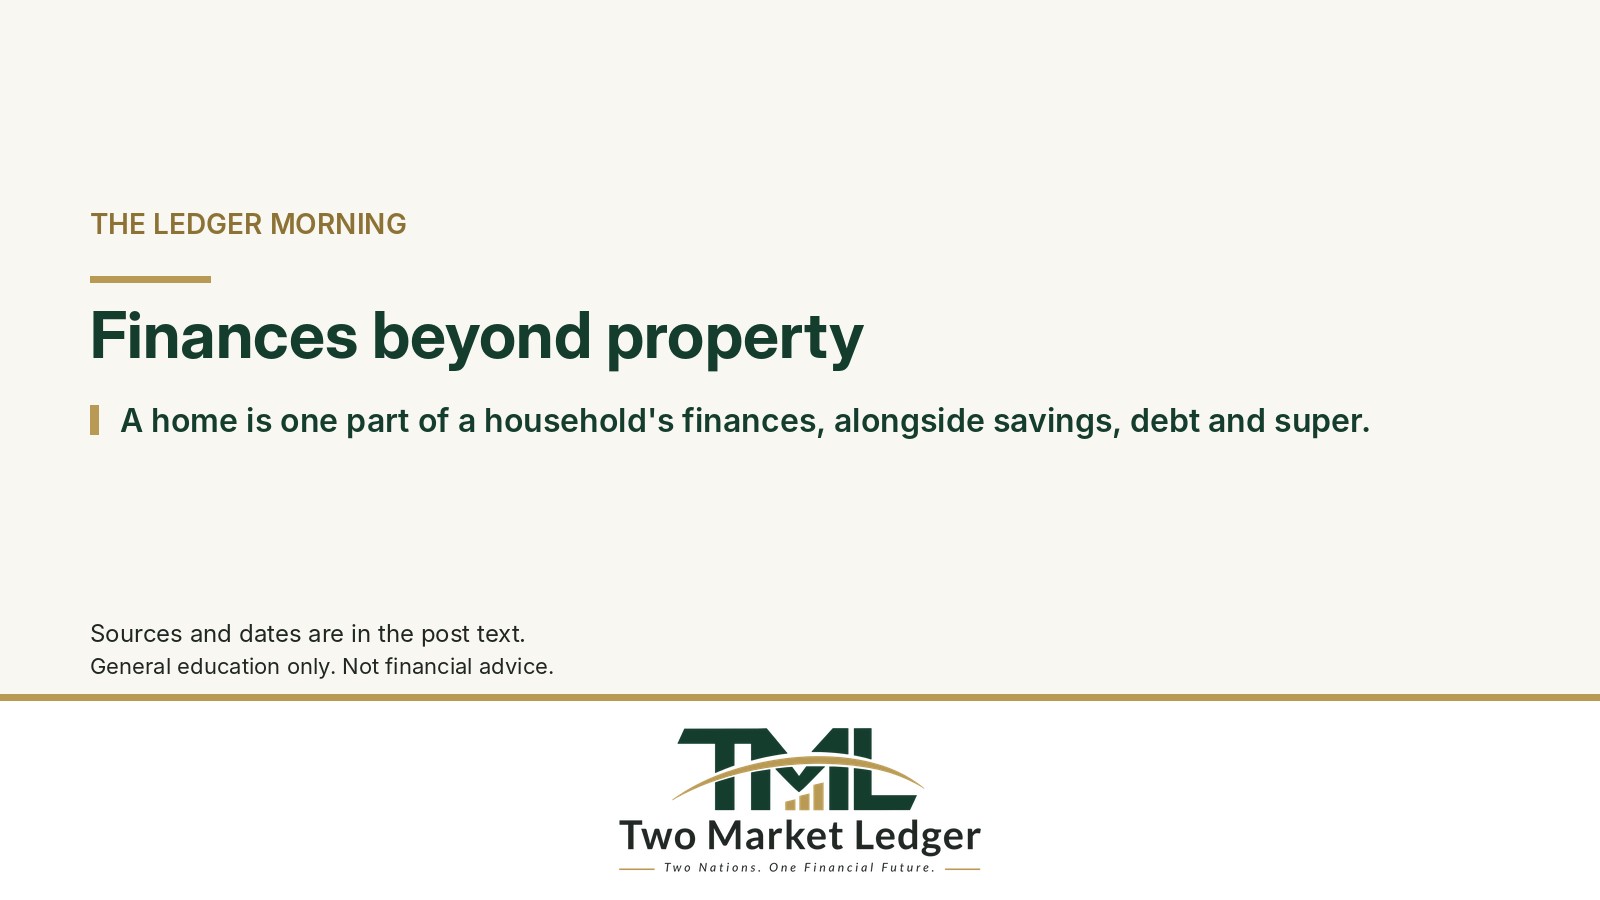 THE LEDGER MORNING
Finances beyond property
A home is one part of a household's finances, alongside savings, debt and super.
Sources and dates are in the post text.
General education only. Not financial advice.
TML
Two Market Ledger
Two Nations. One Financial Future.